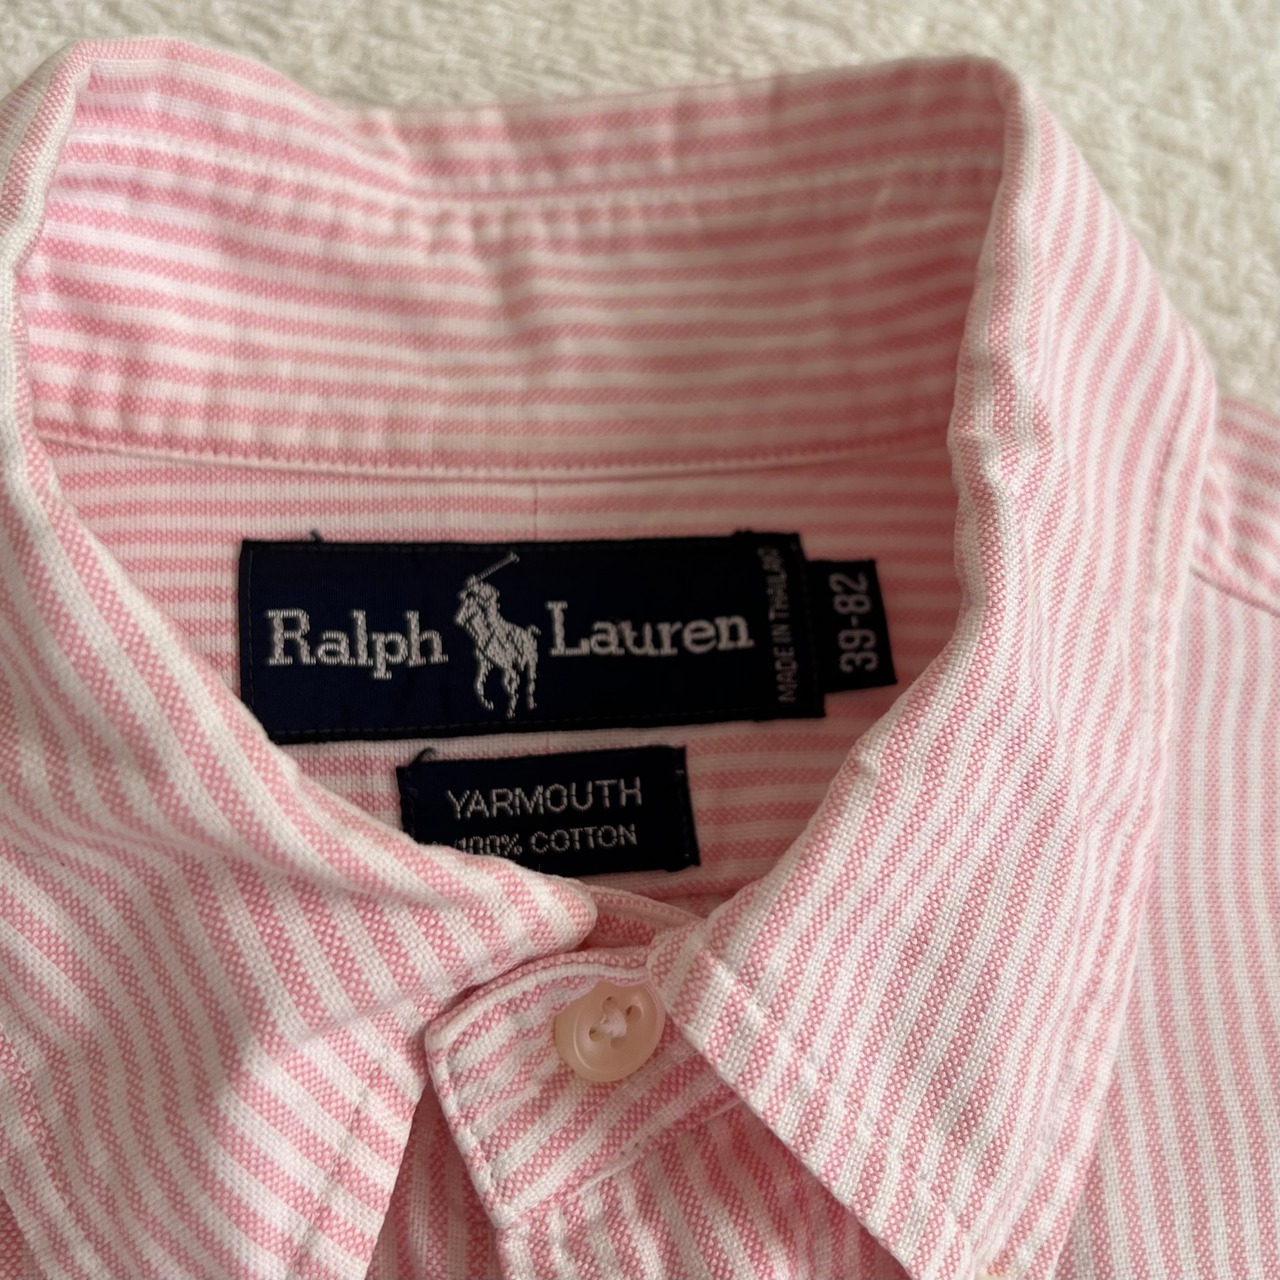 Ralph Lauren
MADE IN THAILAND
39-82
YARMOUTH
100% COTTON